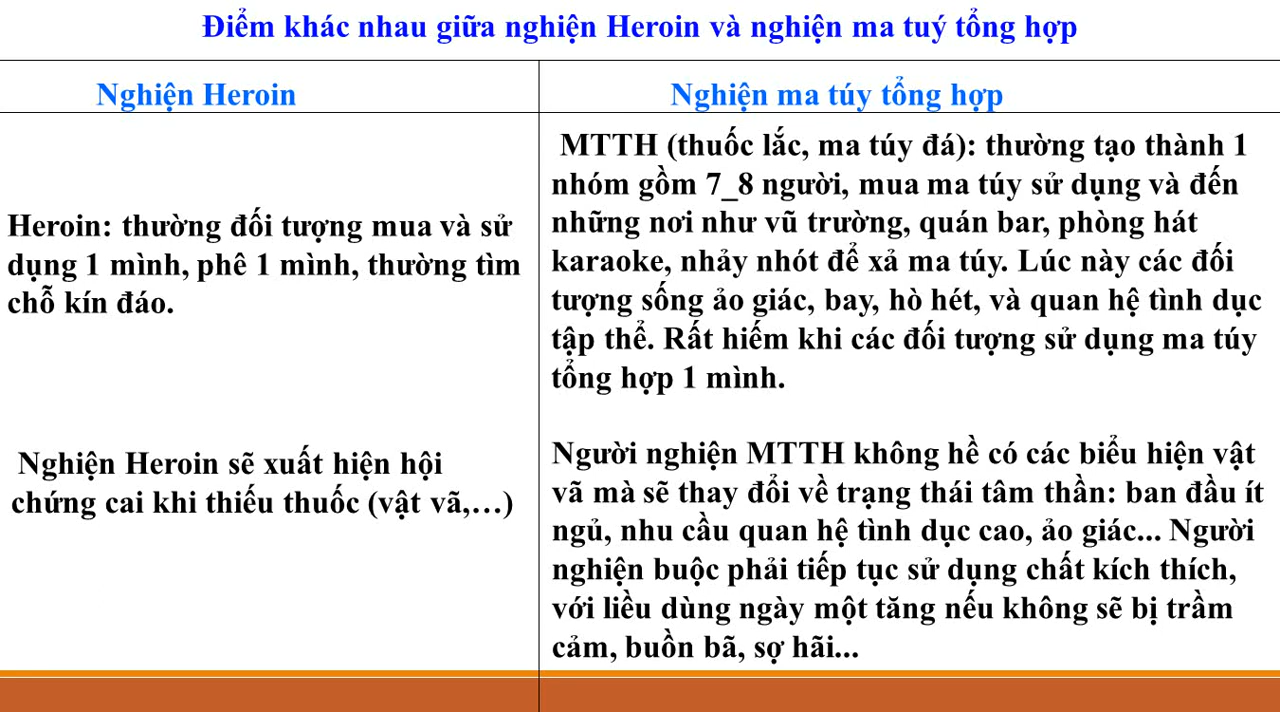 Điểm khác nhau giữa nghiện Heroin và nghiện ma tuý tổng hợp
Nghiện Heroin
Nghiện ma túy tổng hợp
Heroin: thường đối tượng mua và sử
dụng 1 mình, phê 1 mình, thường tìm
chỗ kín đáo.
MTTH (thuốc lắc, ma túy đá): thường tạo thành 1
nhóm gồm 7_8 người, mua ma túy sử dụng và đến
những nơi như vũ trường, quán bar, phòng hát
karaoke, nhảy nhót để xả ma túy. Lúc này các đối
tượng sống ảo giác, bay, hò hét, và quan hệ tình dục
tập thể. Rất hiếm khi các đối tượng sử dụng ma túy
tổng hợp 1 mình.
Nghiện Heroin sẽ xuất hiện hội
chứng cai khi thiếu thuốc (vật vã,…)
Người nghiện MTTH không hề có các biểu hiện vật
vã mà sẽ thay đổi về trạng thái tâm thần: ban đầu ít
ngủ, nhu cầu quan hệ tình dục cao, ảo giác... Người
nghiện buộc phải tiếp tục sử dụng chất kích thích,
với liều dùng ngày một tăng nếu không sẽ bị trầm
cảm, buồn bã, sợ hãi...